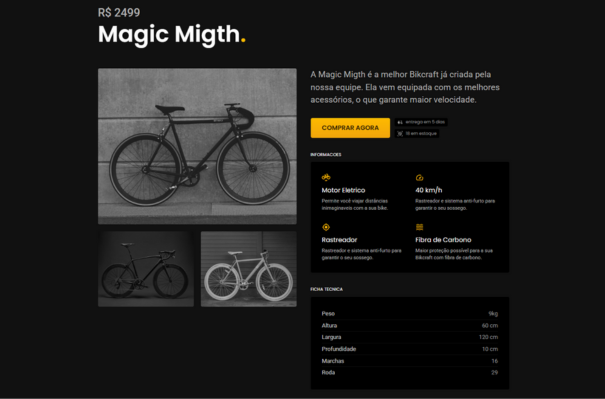 R$ 2499
Magic Migth.
A Magic Migth é a melhor Bikcraft já criada pela
nossa equipe. Ela vem equipada com os melhores
acessórios, o que garante maior velocidade.
COMPRAR AGORA
entrega em 5 dias
18 em estoque
INFORMACOES
Motor Eletrico
Permite você viajar distâncias
inimaginaveis com a sua bike.
40 km/h
Rastreador e sistema anti-furto para
garantir o seu sossego.
Rastreador
Rastreador e sistema anti-furto para
garantir o seu sossego.
Fibra de Carbono
Maior proteção possível para a sua
Bikcraft com fibra de carbono.
FICHA TECNICA
Peso 9kg
Altura 60 cm
Largura 120 cm
Profundidade 10 cm
Marchas 16
Roda 29